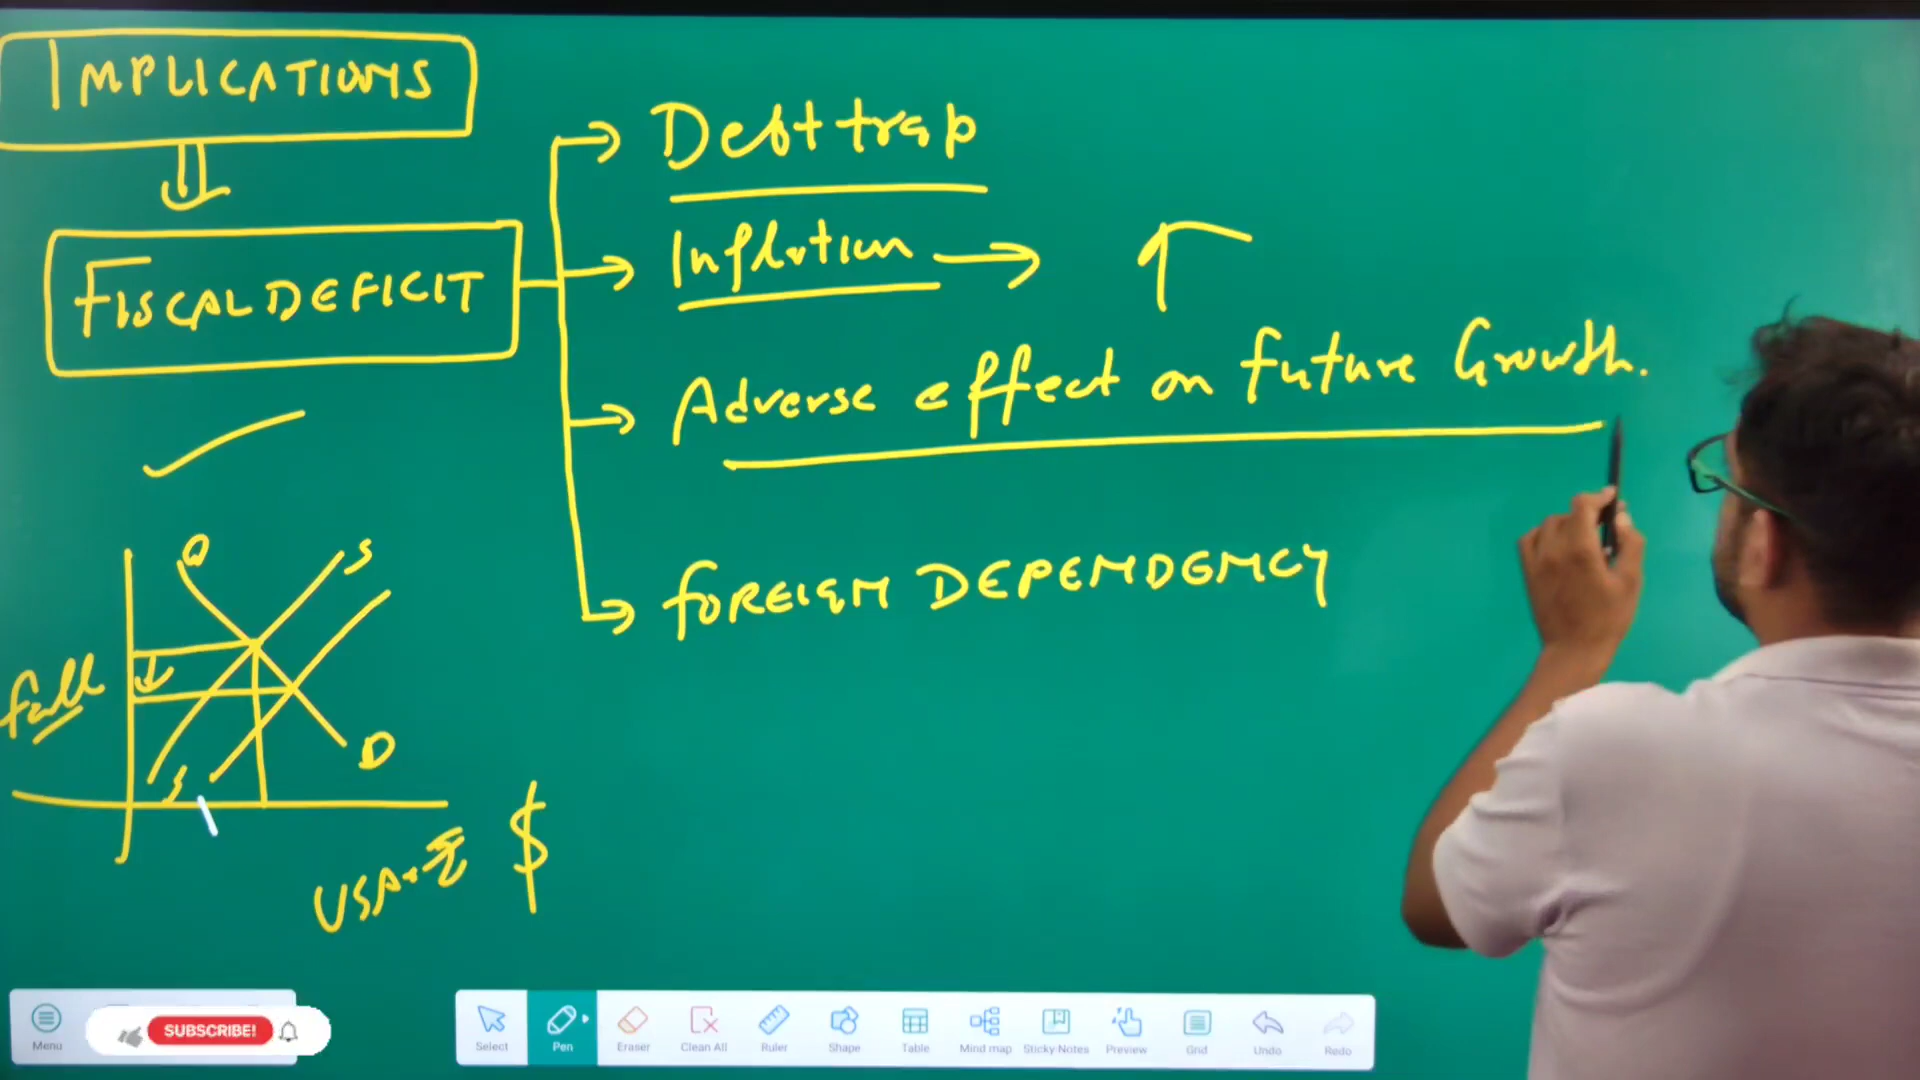 IMPLICATIONS
FISCAL DEFICIT
Debt trap
Inflation
Adverse effect on future Growth.
FOREIGN DEPENDENCY
D
S
fall
D
S
USA
₹
$
Menu
SUBSCRIBE!
Select
Pen
Eraser
Clean All
Ruler
Shape
Table
Mind map
Sticky Notes
Preview
Grid
Undo
Redo